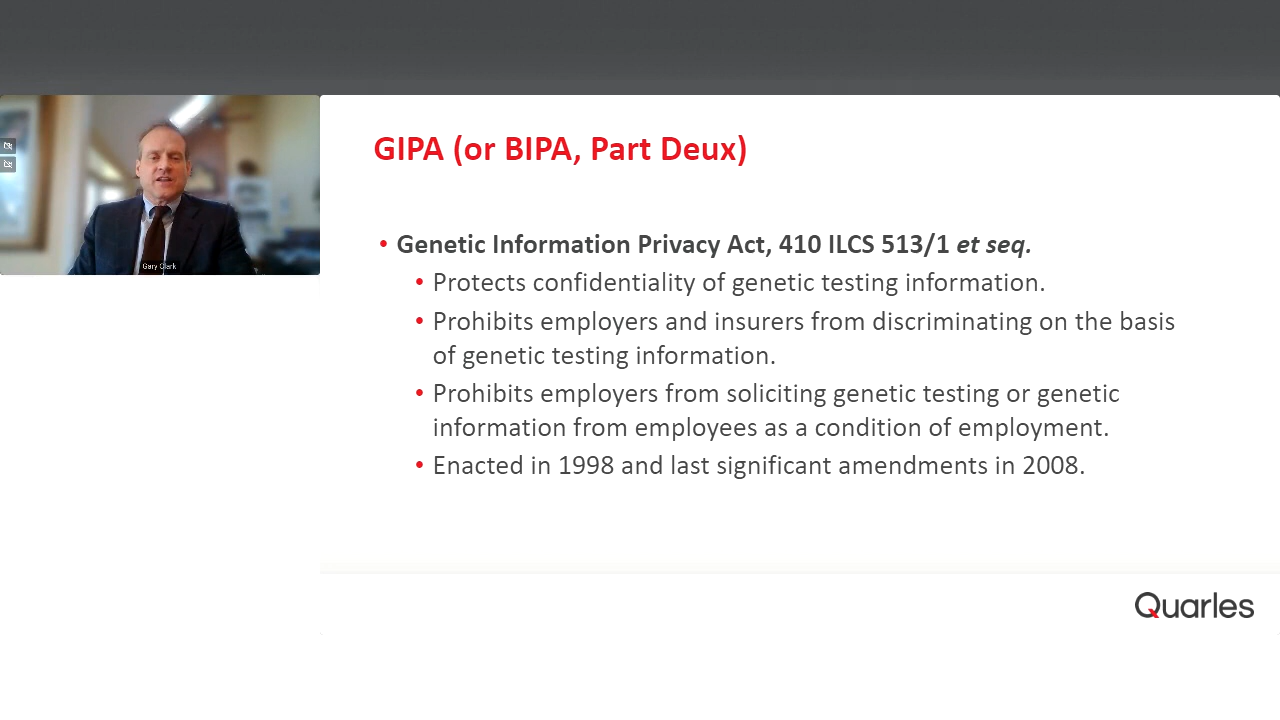 GIPA (or BIPA, Part Deux)
Gary Clark
• Genetic Information Privacy Act, 410 ILCS 513/1 et seq.
• Protects confidentiality of genetic testing information.
• Prohibits employers and insurers from discriminating on the basis
of genetic testing information.
• Prohibits employers from soliciting genetic testing or genetic
information from employees as a condition of employment.
• Enacted in 1998 and last significant amendments in 2008.
Quarles